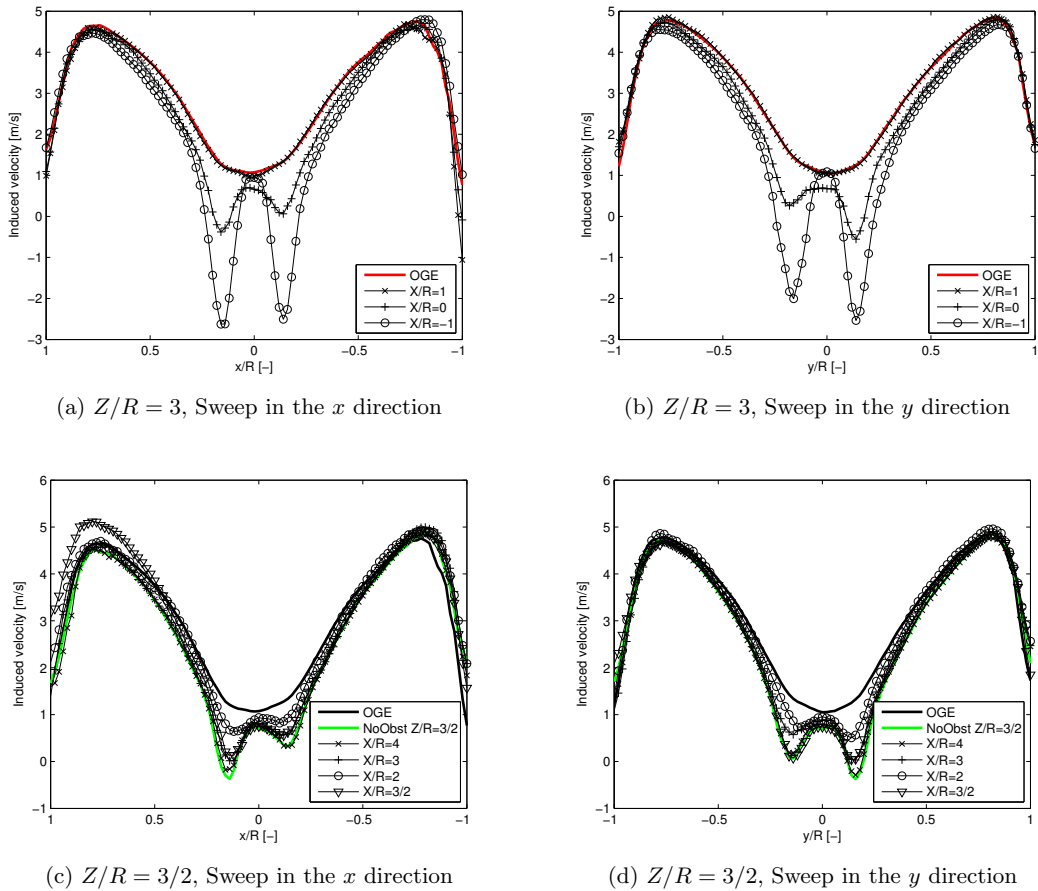 5
4
3
2
1
0
−1
−2
−3
Induced velocity [m/s]
OGE
X/R=1
X/R=0
X/R=−1
1
0.5
0
-0.5
-1
x/R [−]
(a) Z/R = 3, Sweep in the x direction
5
4
3
2
1
0
−1
−2
−3
Induced velocity [m/s]
OGE
X/R=1
X/R=0
X/R=−1
−1
−0.5
0
0.5
1
y/R [−]
(b) Z/R = 3, Sweep in the y direction
6
5
4
3
2
1
0
−1
Induced velocity [m/s]
OGE
NoObst Z/R=3/2
X/R=4
X/R=3
X/R=2
X/R=3/2
1
0.5
0
-0.5
-1
x/R [−]
(c) Z/R = 3/2, Sweep in the x direction
6
5
4
3
2
1
0
−1
Induced velocity [m/s]
OGE
NoObst Z/R=3/2
X/R=4
X/R=3
X/R=2
X/R=3/2
−1
−0.5
0
0.5
1
y/R [−]
(d) Z/R = 3/2, Sweep in the y direction